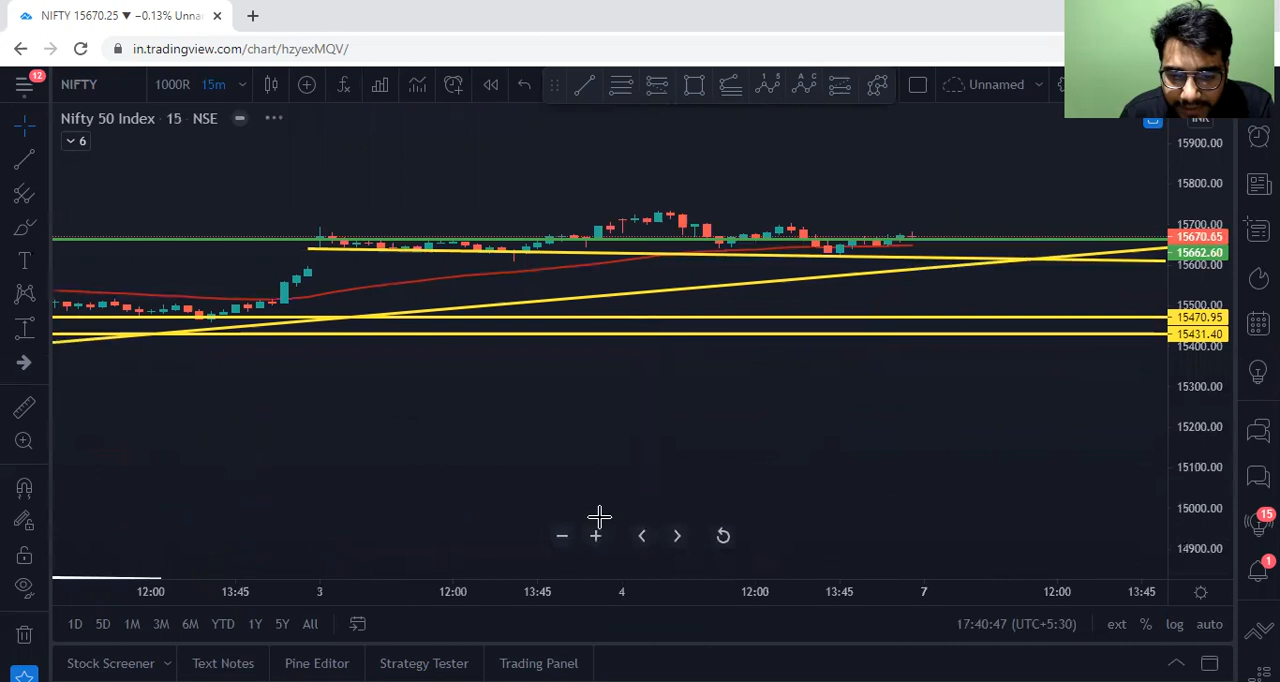 NIFTY 15670.25 ▼ −0.13% Unna
in.tradingview.com/chart/hzyexMQV/
12
NIFTY 1000R 15m Unnamed
Nifty 50 Index · 15 · NSE
6
INR
15900.00
15800.00
15700.00
15670.65
15662.60
15600.00
15500.00
15470.95
15431.40
15400.00
15300.00
15200.00
15100.00
15000.00
14900.00
15
1
12:00 13:45 3 12:00 13:45 4 12:00 13:45 7 12:00 13:45
1D 5D 1M 3M 6M YTD 1Y 5Y All 17:40:47 (UTC+5:30) ext % log auto
Stock Screener Text Notes Pine Editor Strategy Tester Trading Panel